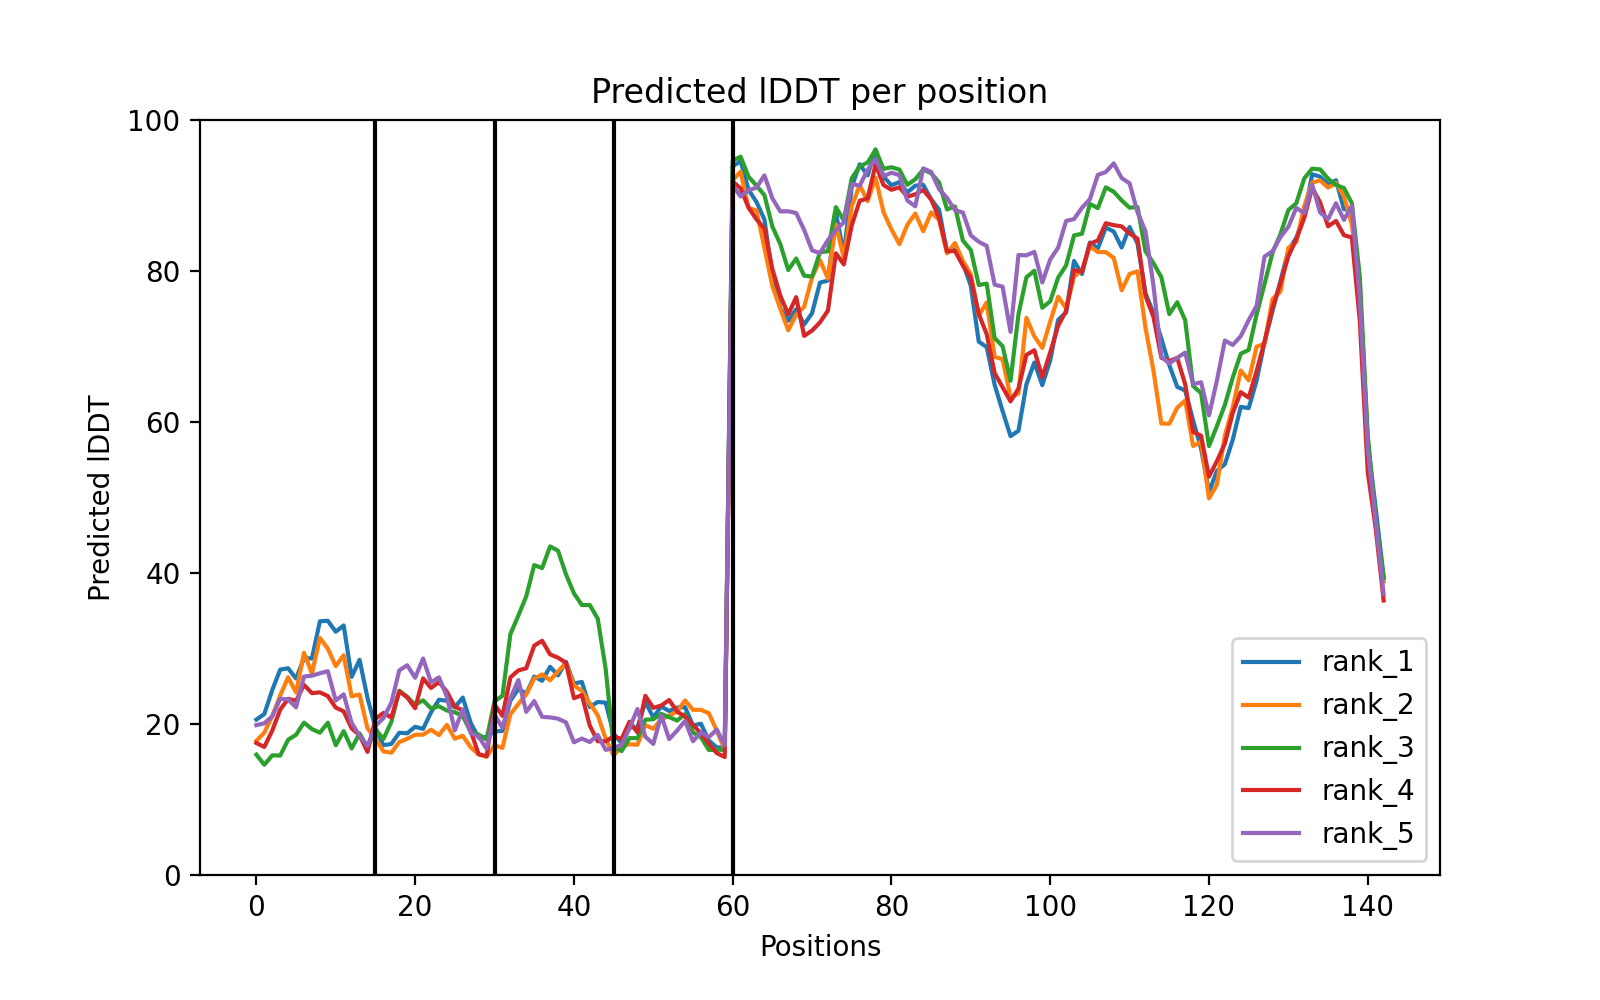 Predicted lDDT per position
100
80
60
40
20
0
Predicted lDDT
0 20 40 60 80 100 120 140
Positions
rank_1
rank_2
rank_3
rank_4
rank_5